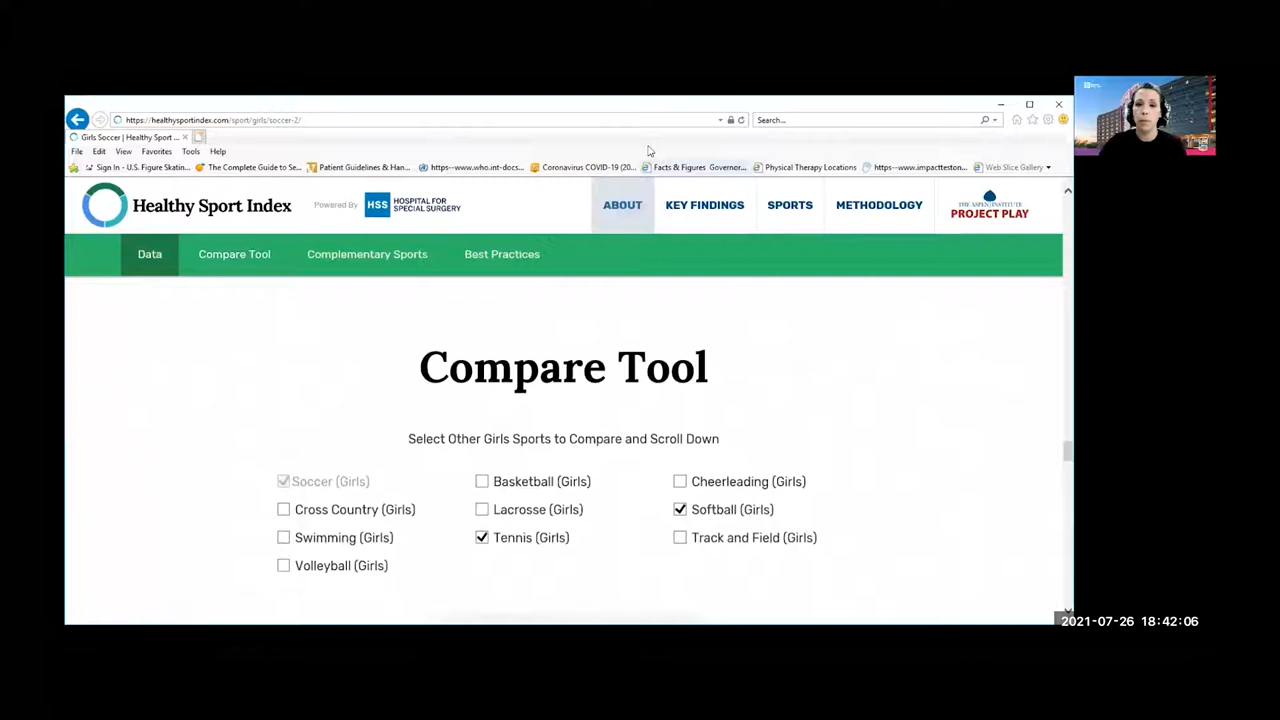 https://healthysportindex.com/sport/girls/soccer-2/
Search...
Girls Soccer | Healthy Sport ...
File Edit View Favorites Tools Help
Sign In - U.S. Figure Skatin...
The Complete Guide to Se...
Patient Guidelines & Han...
https--www.who.int-docs...
Coronavirus COVID-19 (20...
Facts & Figures Governor...
Physical Therapy Locations
https--www.impactteston...
Web Slice Gallery
Healthy Sport Index
Powered By
HSS
HOSPITAL FOR
SPECIAL SURGERY
ABOUT
KEY FINDINGS
SPORTS
METHODOLOGY
THE ASPEN INSTITUTE
PROJECT PLAY
Data
Compare Tool
Complementary Sports
Best Practices
Compare Tool
Select Other Girls Sports to Compare and Scroll Down
Soccer (Girls)
Basketball (Girls)
Cheerleading (Girls)
Cross Country (Girls)
Lacrosse (Girls)
Softball (Girls)
Swimming (Girls)
Tennis (Girls)
Track and Field (Girls)
Volleyball (Girls)
2021-07-26 18:42:06